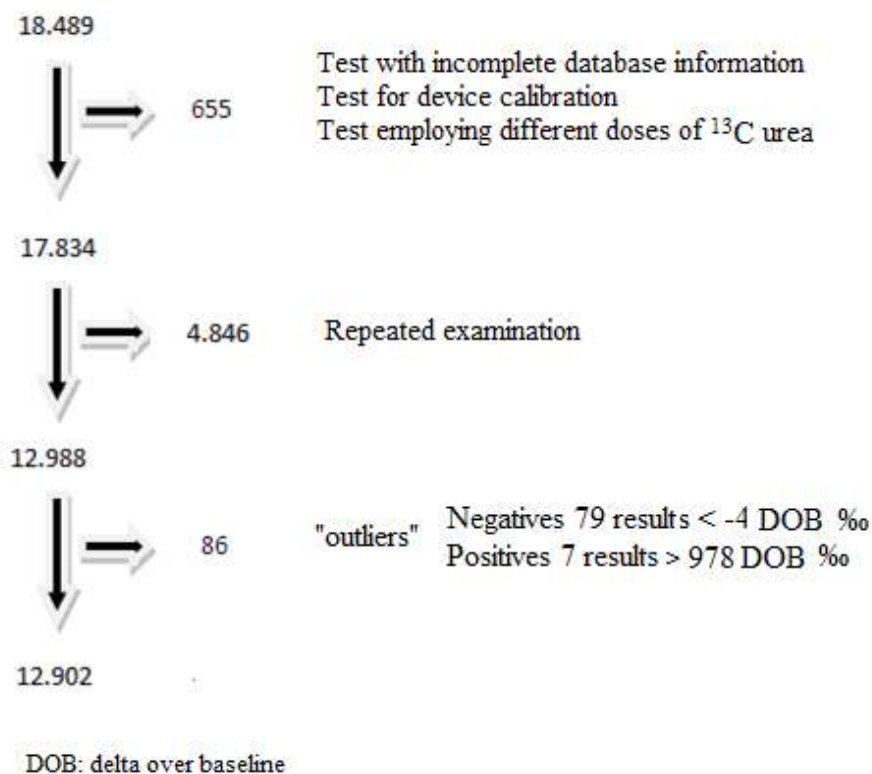 18.489
655
Test with incomplete database information
Test for device calibration
Test employing different doses of ¹³C urea
17.834
4.846 Repeated examination
12.988
86 "outliers" Negatives 79 results < -4 DOB ‰
Positives 7 results > 978 DOB ‰
12.902
DOB: delta over baseline